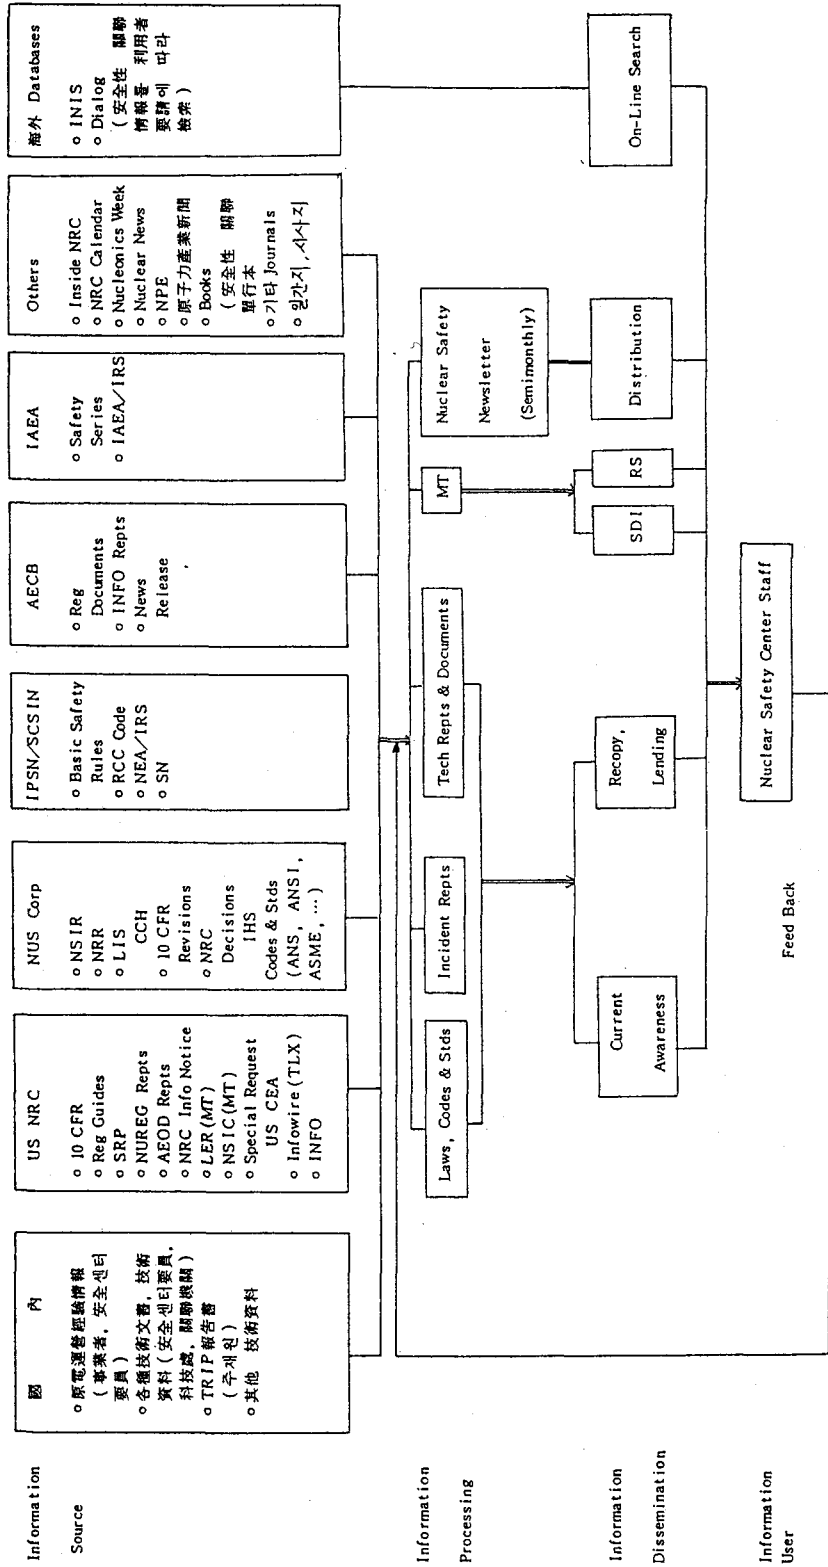 Information
Source
國 內
o 原電運營經驗情報
( 事業者, 安全센터
要員 )
o 各種技術文書, 技術
資料 ( 安全센터要員,
科技處, 關聯機關 )
o TRIP 報告書
( 주재원 )
o 其他 技術資料
US NRC
o 10 CFR
o Reg Guides
o SRP
o NUREG Repts
o AEOD Repts
o NRC Info Notice
o LER (MT)
o NSIC (MT)
o Special Request
US CEA
o Infowire (TLX)
o INFO
NUS Corp
o NSIR
o NRR
o LIS
CCH
o 10 CFR
Revisions
o NRC
Decisions
IHS
Codes & Stds
(ANS, ANSI,
ASME, ...)
IPSN/SCSIN
o Basic Safety
Rules
o RCC Code
o NEA/IRS
o SN
AECB
o Reg
Documents
o INFO Repts
o News
Release
IAEA
o Safety
Series
o IAEA/IRS
Others
o Inside NRC
o NRC Calendar
o Nucleonics Week
o Nuclear News
o NPE
o 原子力產業新聞
o Books
( 安全性 關聯
單行本
o 기타 Journals
o 일간지, 시사지
海外 Databases
o INIS
o Dialog
( 安全性 關聯
情報를 利用者
要請에 따라
檢索 )
Information
Processing
Laws, Codes & Stds
Incident Repts
Tech Repts & Documents
MT
Nuclear Safety
Newsletter
(Semimonthly)
Information
Dissemination
Current
Awareness
Recopy,
Lending
SDI
RS
Distribution
On-Line Search
Information
User
Nuclear Safety Center Staff
Feed Back